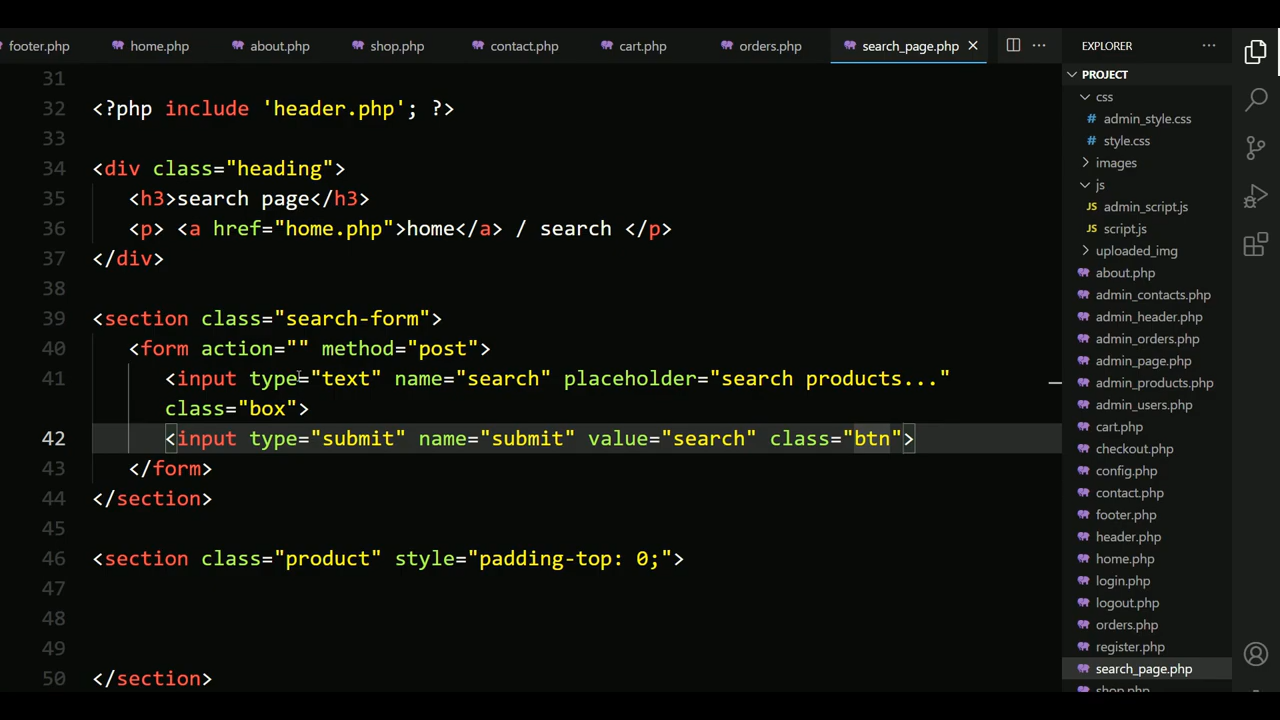 footer.php home.php about.php shop.php contact.php cart.php orders.php search_page.php
31
32 <?php include 'header.php'; ?>
33
34 <div class="heading">
35 <h3>search page</h3>
36 <p> <a href="home.php">home</a> / search </p>
37 </div>
38
39 <section class="search-form">
40 <form action="" method="post">
41 <input type="text" name="search" placeholder="search products..."
class="box">
42 <input type="submit" name="submit" value="search" class="btn">
43 </form>
44 </section>
45
46 <section class="product" style="padding-top: 0;">
47
48
49
50 </section>
EXPLORER
PROJECT
css
# admin_style.css
# style.css
images
js
JS admin_script.js
JS script.js
uploaded_img
about.php
admin_contacts.php
admin_header.php
admin_orders.php
admin_page.php
admin_products.php
admin_users.php
cart.php
checkout.php
config.php
contact.php
footer.php
header.php
home.php
login.php
logout.php
orders.php
register.php
search_page.php
shop.php